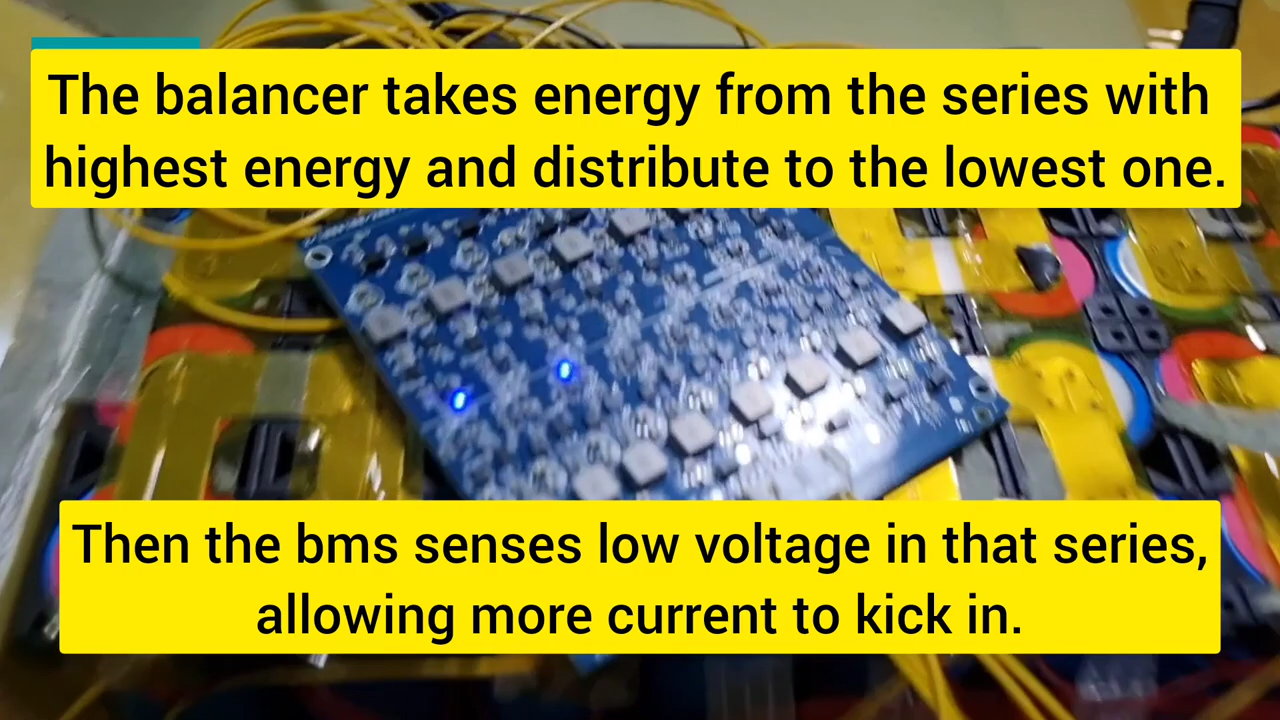 The balancer takes energy from the series with
highest energy and distribute to the lowest one.
Then the bms senses low voltage in that series,
allowing more current to kick in.